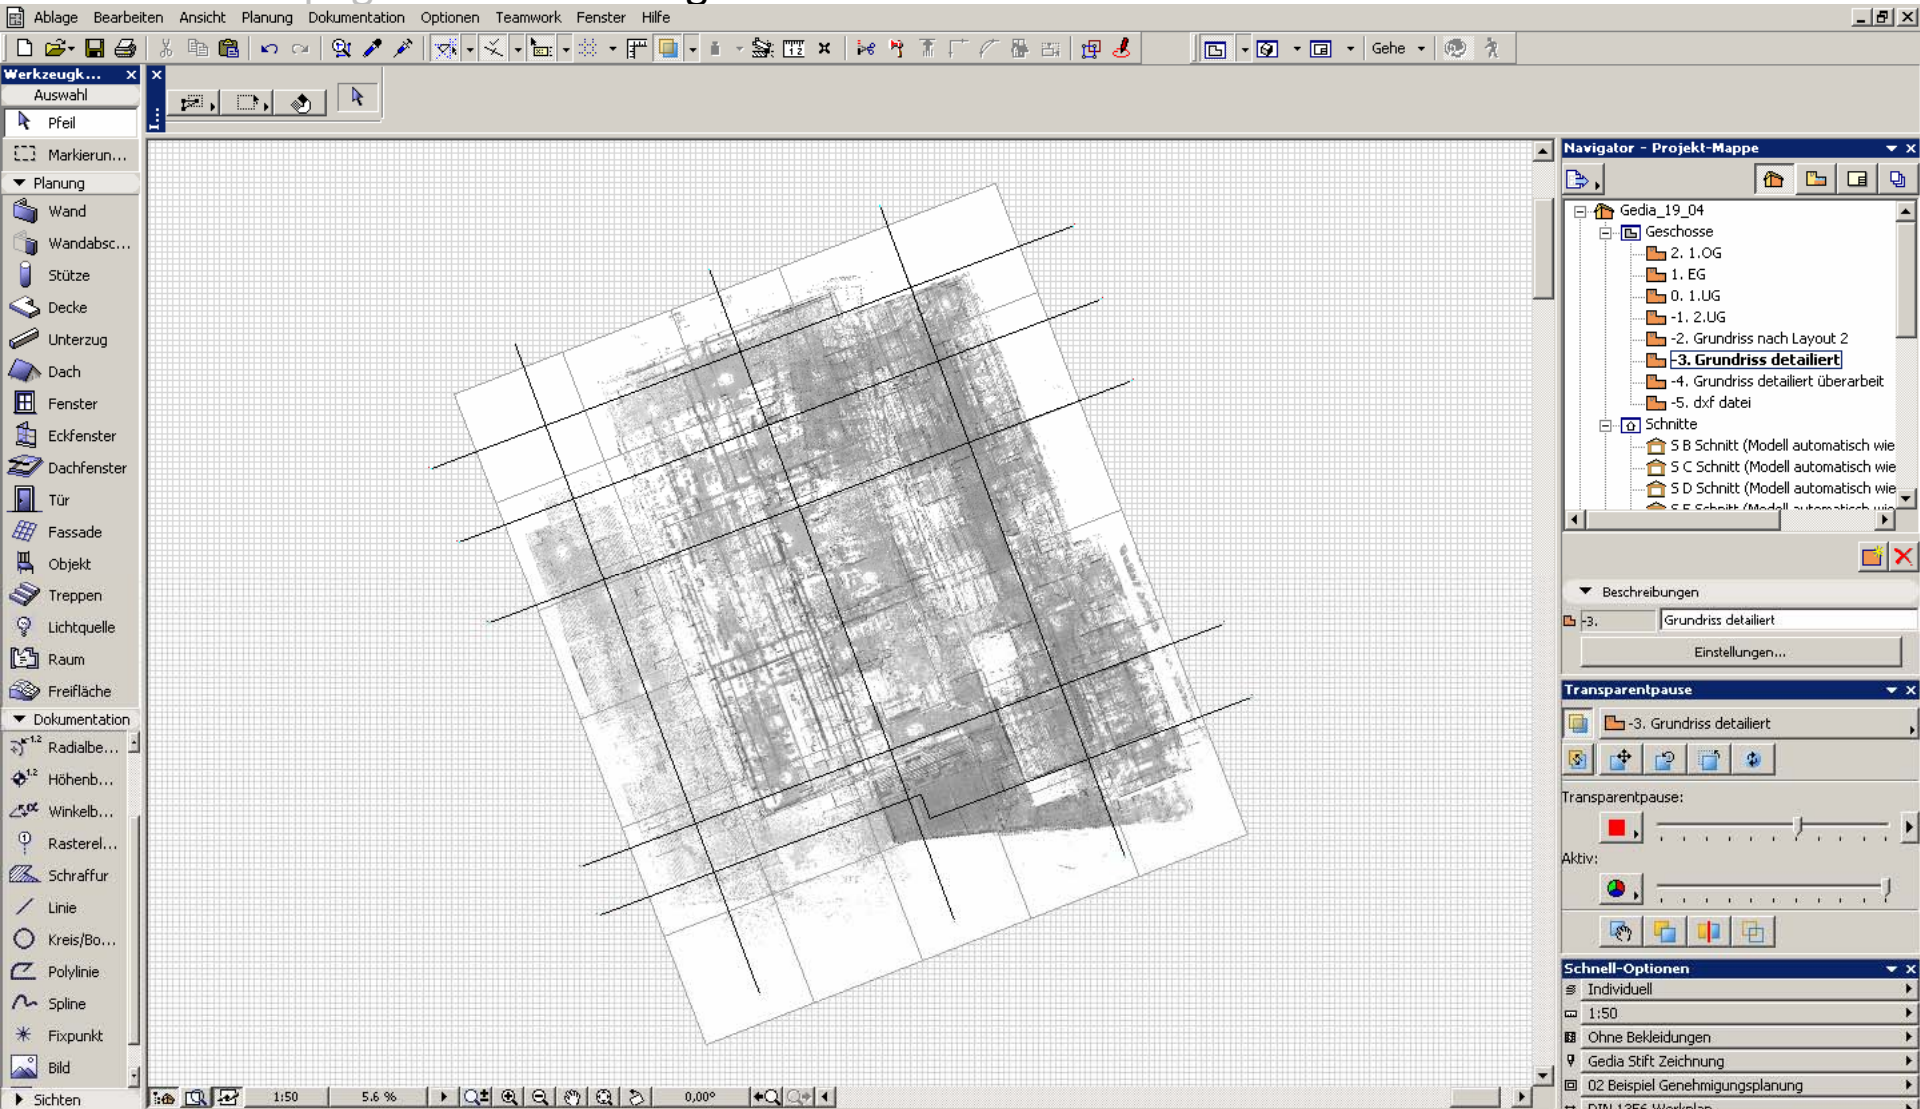 Ablage Bearbeiten Ansicht Planung Dokumentation Optionen Teamwork Fenster Hilfe
Gehe
Werkzeugk...
Auswahl
Pfeil
Markierun...
Planung
Wand
Wandabsc...
Stütze
Decke
Unterzug
Dach
Fenster
Eckfenster
Dachfenster
Tür
Fassade
Objekt
Treppen
Lichtquelle
Raum
Freifläche
Dokumentation
Radialbe...
Höhenb...
Winkelb...
Rasterel...
Schraffur
Linie
Kreis/Bo...
Polylinie
Spline
Fixpunkt
Bild
Sichten
1:50
5.6 %
0,00°
Navigator - Projekt-Mappe
Gedia_19_04
Geschosse
2. 1.OG
1. EG
0. 1.UG
-1. 2.UG
-2. Grundriss nach Layout 2
-3. Grundriss detailiert
-4. Grundriss detailiert überarbeit
-5. dxf datei
Schnitte
S B Schnitt (Modell automatisch wie
S C Schnitt (Modell automatisch wie
S D Schnitt (Modell automatisch wie
Beschreibungen
-3. Grundriss detailiert
Einstellungen...
Transparentpause
-3. Grundriss detailiert
Transparentpause:
Aktiv:
Schnell-Optionen
Individuell
1:50
Ohne Bekleidungen
Gedia Stift Zeichnung
02 Beispiel Genehmigungsplanung
DIN 1356 Werkplan